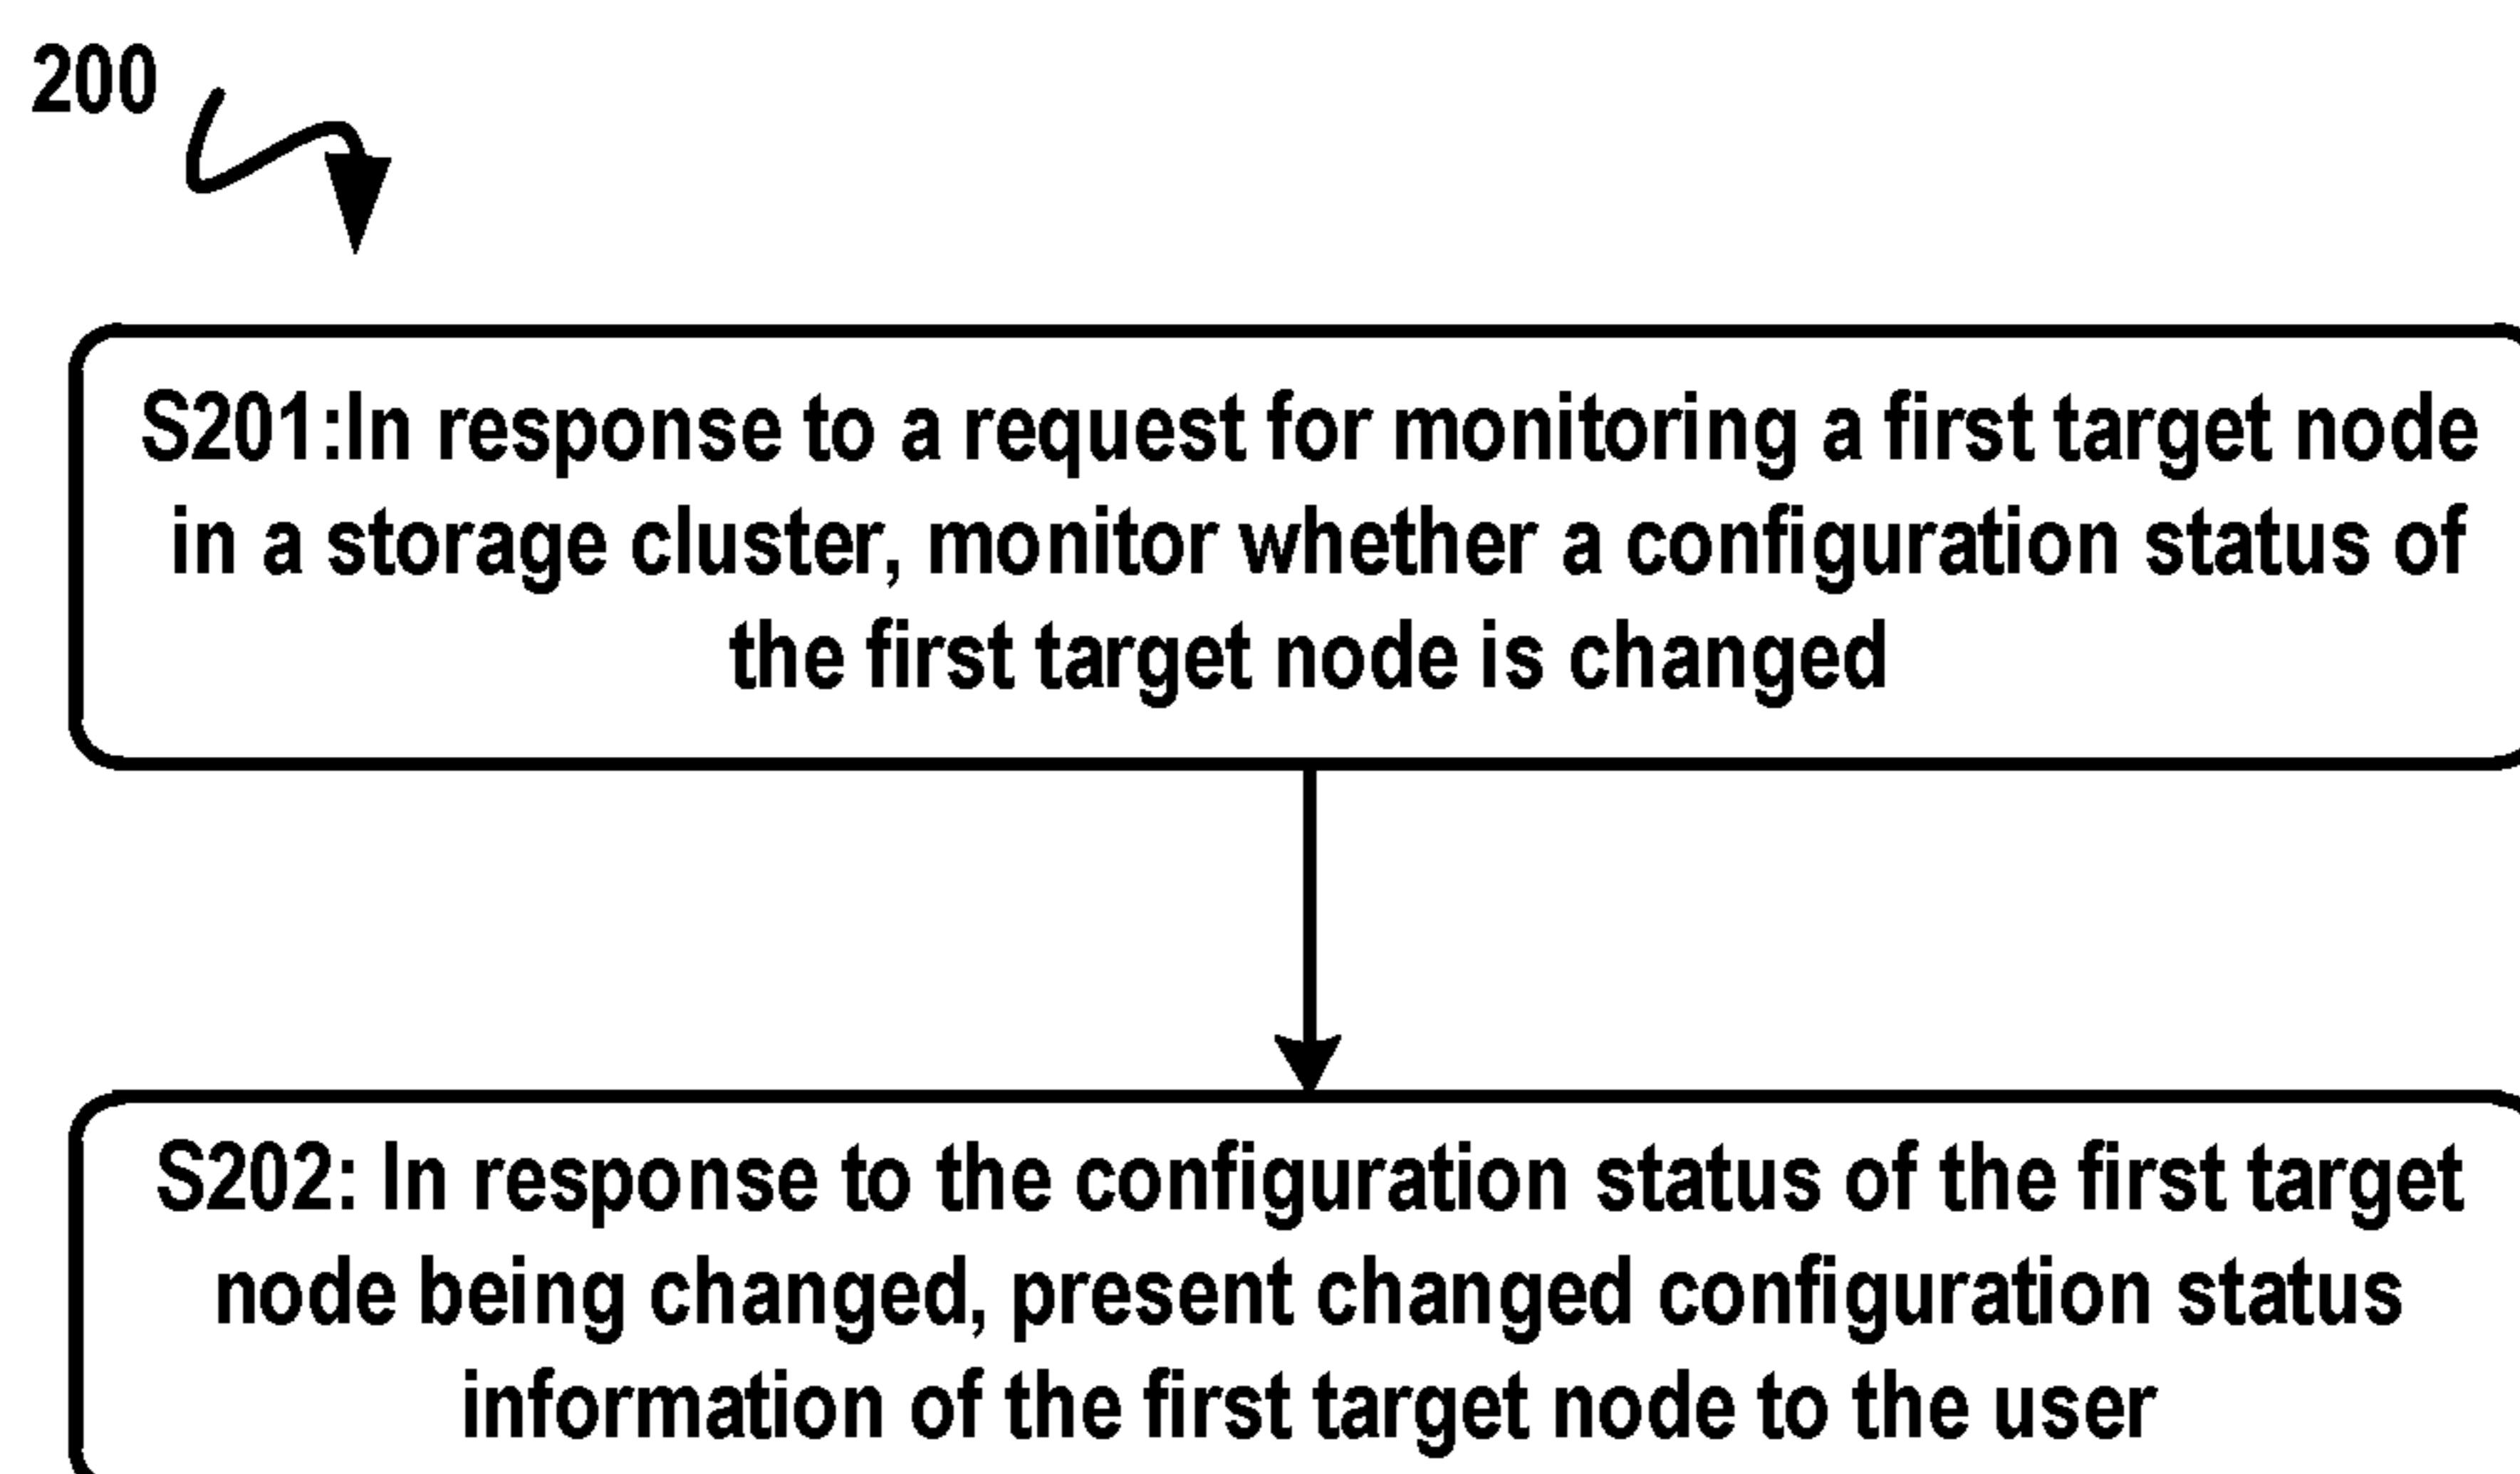 200
S201:In response to a request for monitoring a first target node
in a storage cluster, monitor whether a configuration status of
the first target node is changed
S202: In response to the configuration status of the first target
node being changed, present changed configuration status
information of the first target node to the user